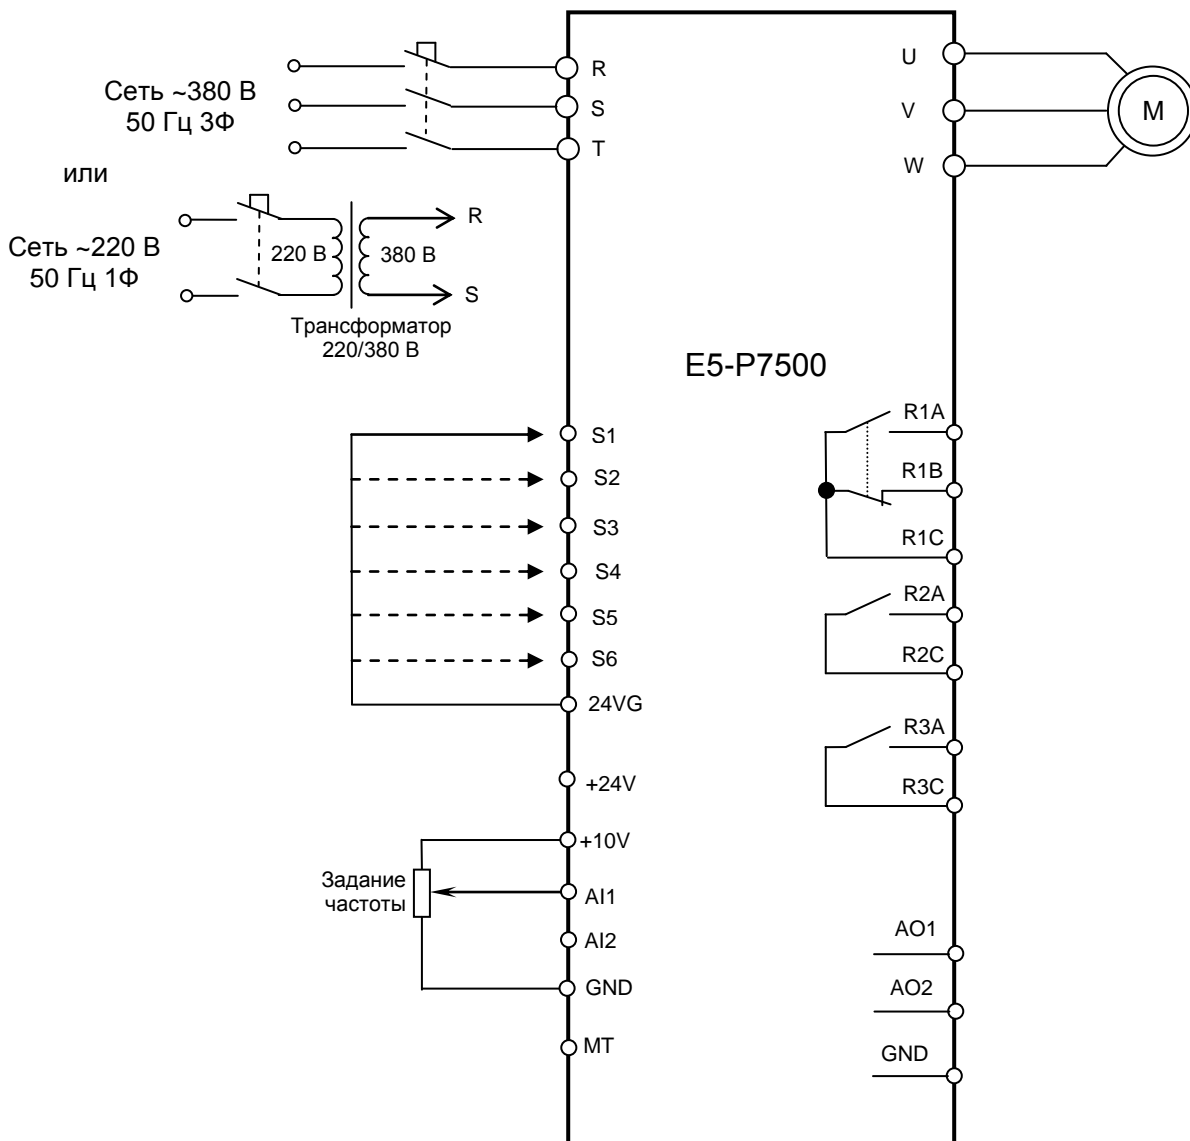 Сеть ~380 В
50 Гц 3Ф
или
Сеть ~220 В
50 Гц 1Ф
220 В
380 В
R
S
Трансформатор
220/380 В
R
S
T
U
V
W
M
E5-P7500
S1
S2
S3
S4
S5
S6
24VG
+24V
+10V
Задание
частоты
AI1
AI2
GND
MT
R1A
R1B
R1C
R2A
R2C
R3A
R3C
AO1
AO2
GND